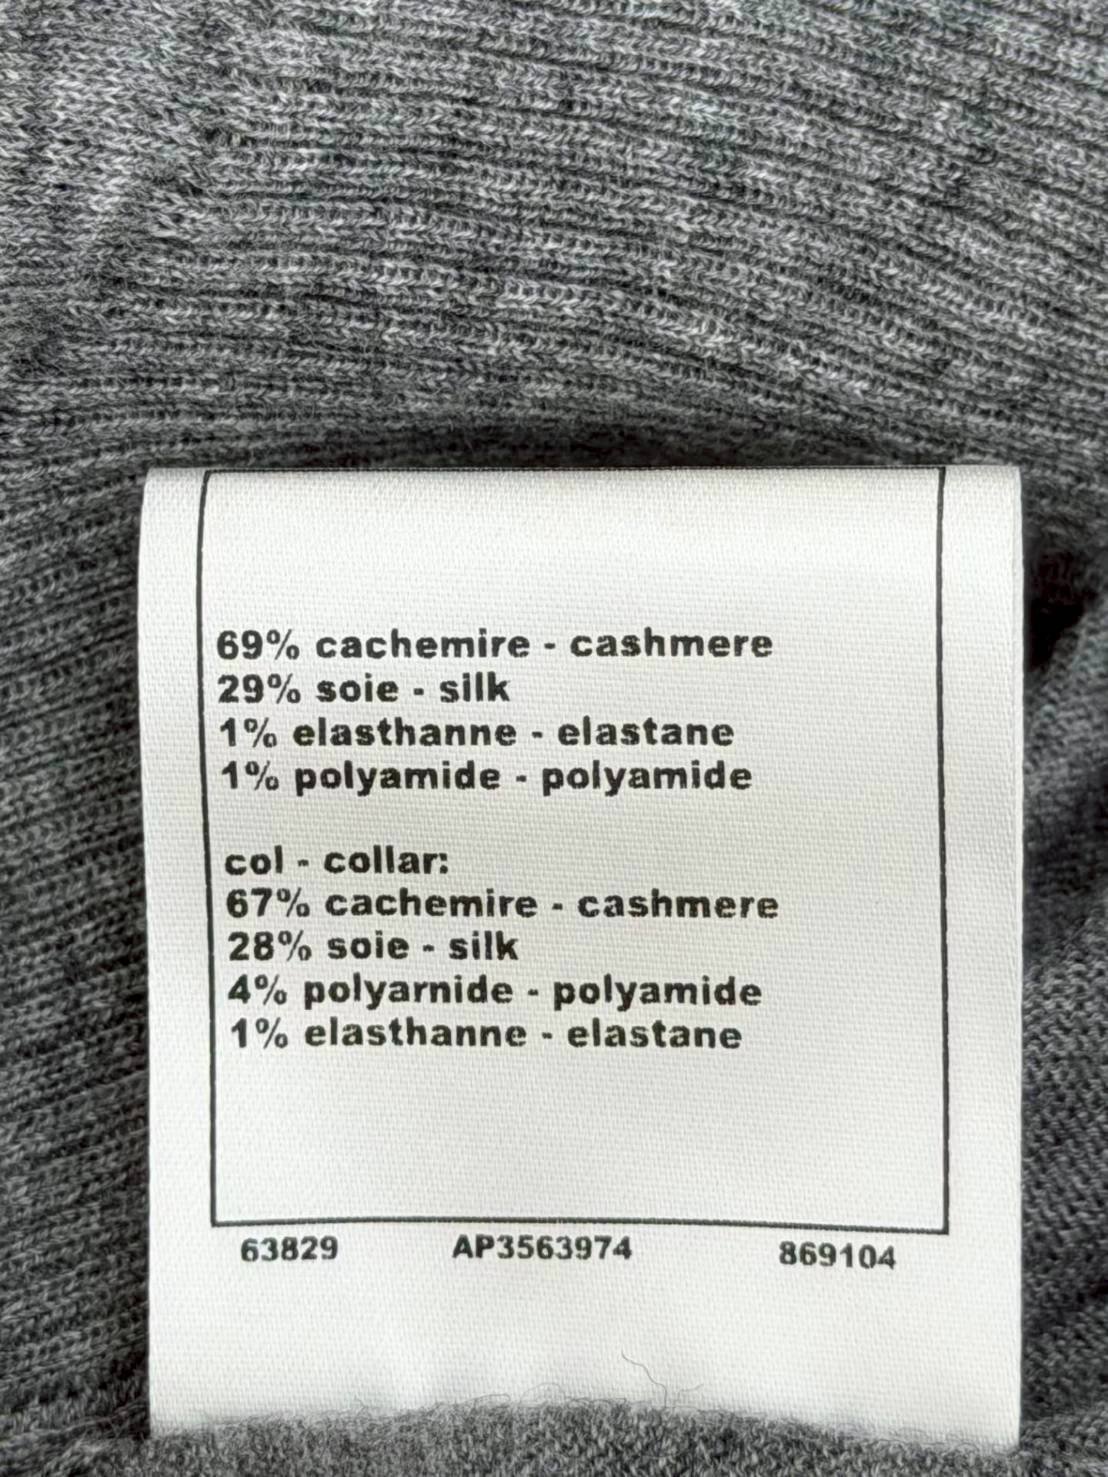 69% cachemire - cashmere
29% soie - silk
1% elasthanne - elastane
1% polyamide - polyamide
col - collar:
67% cachemire - cashmere
28% soie - silk
4% polyarnide - polyamide
1% elasthanne - elastane
63829 AP3563974 869104